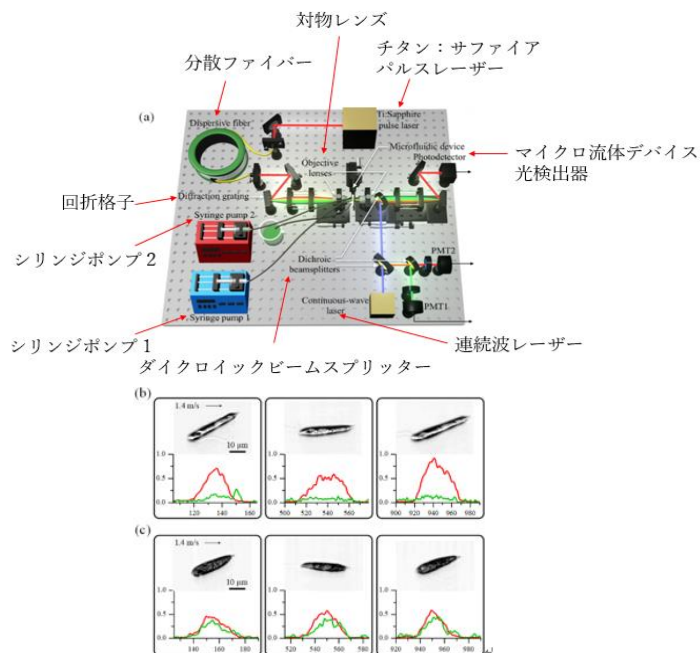 対物レンズ
チタン：サファイア
パルスレーザー
分散ファイバー
(a)
Dispersive fiber
Ti:Sapphire
pulse laser
Microfluidic device
Photodetector
マイクロ流体デバイス
光検出器
Objective
lenses
回折格子
Diffraction grating
Syringe pump 2
シリンジポンプ２
Dichroic
beamsplitters
PMT2
Continuous-wave
laser
PMT1
Syringe pump 1
シリンジポンプ１
連続波レーザー
ダイクロイックビームスプリッター
(b)
1.4 m/s
10 μm
1.0
0.5
0
120 140 160
500 520 540 560
900 920 940 960 980
(c)
1.4 m/s
10 μm
1.0
0.5
0
140 160 180
520 540 560 580
920 940 960 980